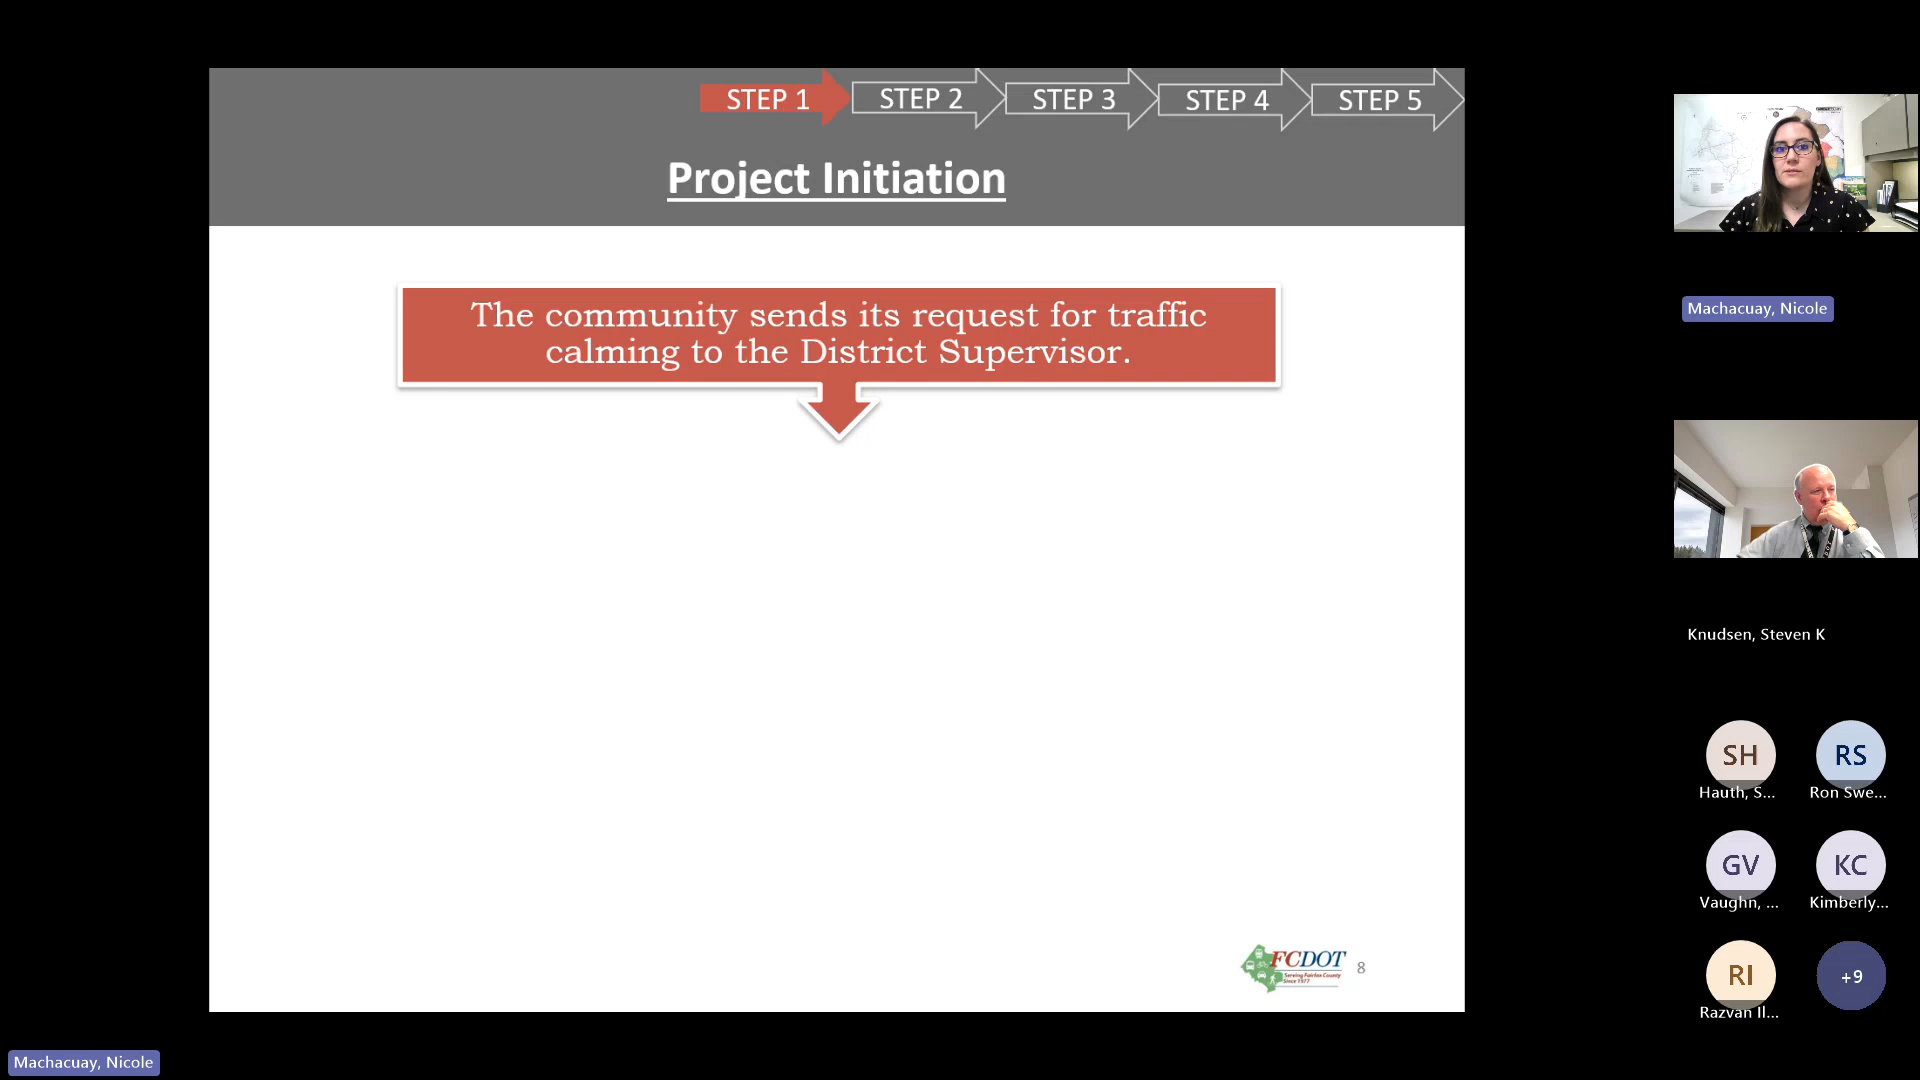 STEP 1
STEP 2
STEP 3
STEP 4
STEP 5
Project Initiation
The community sends its request for traffic
calming to the District Supervisor.
FCDOT
Serving Fairfax County
Since 1977
8
Machacuay, Nicole
Knudsen, Steven K
SH
Hauth, S...
RS
Ron Swe...
GV
Vaughn, ...
KC
Kimberly...
RI
Razvan Il...
+9
Machacuay, Nicole